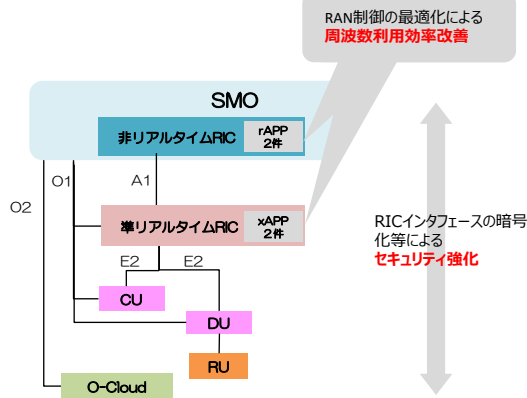 RAN制御の最適化による
周波数利用効率改善
SMO
非リアルタイムRIC
rAPP
2件
O2
O1
A1
準リアルタイムRIC
xAPP
2件
RICインタフェースの暗号
化等による
セキュリティ強化
E2
E2
CU
DU
RU
O-Cloud